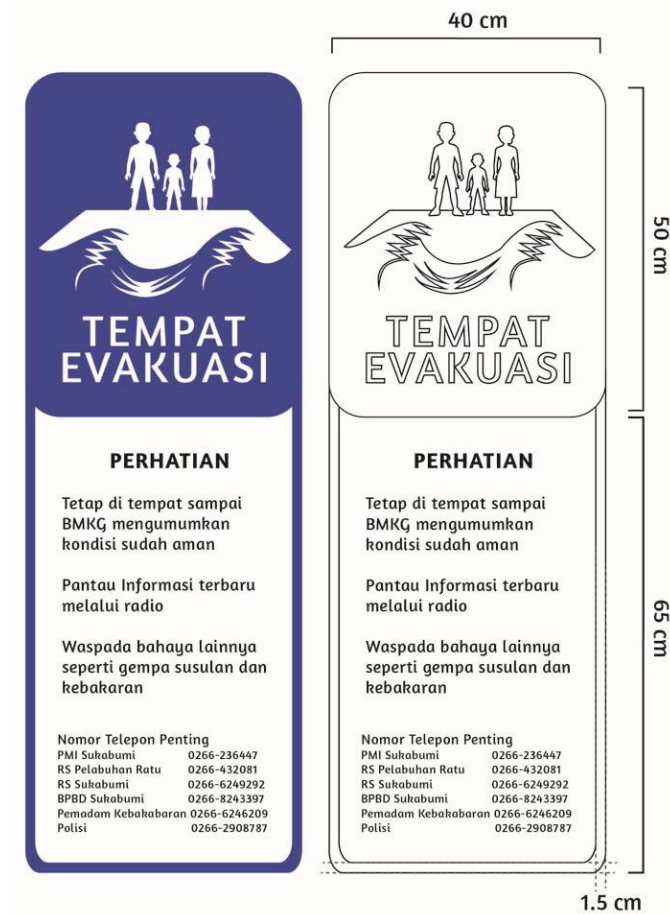 40 cm
TEMPAT
EVAKUASI
PERHATIAN
Tetap di tempat sampai
BMKG mengumumkan
kondisi sudah aman
Pantau Informasi terbaru
melalui radio
Waspada bahaya lainnya
seperti gempa susulan dan
kebakaran
Nomor Telepon Penting
PMI Sukabumi 0266-236447
RS Pelabuhan Ratu 0266-432081
RS Sukabumi 0266-6249292
BPBD Sukabumi 0266-8243397
Pemadam Kebakabaran 0266-6246209
Polisi 0266-2908787
TEMPAT
EVAKUASI
PERHATIAN
Tetap di tempat sampai
BMKG mengumumkan
kondisi sudah aman
Pantau Informasi terbaru
melalui radio
Waspada bahaya lainnya
seperti gempa susulan dan
kebakaran
Nomor Telepon Penting
PMI Sukabumi 0266-236447
RS Pelabuhan Ratu 0266-432081
RS Sukabumi 0266-6249292
BPBD Sukabumi 0266-8243397
Pemadam Kebakabaran 0266-6246209
Polisi 0266-2908787
50 cm
65 cm
1.5 cm